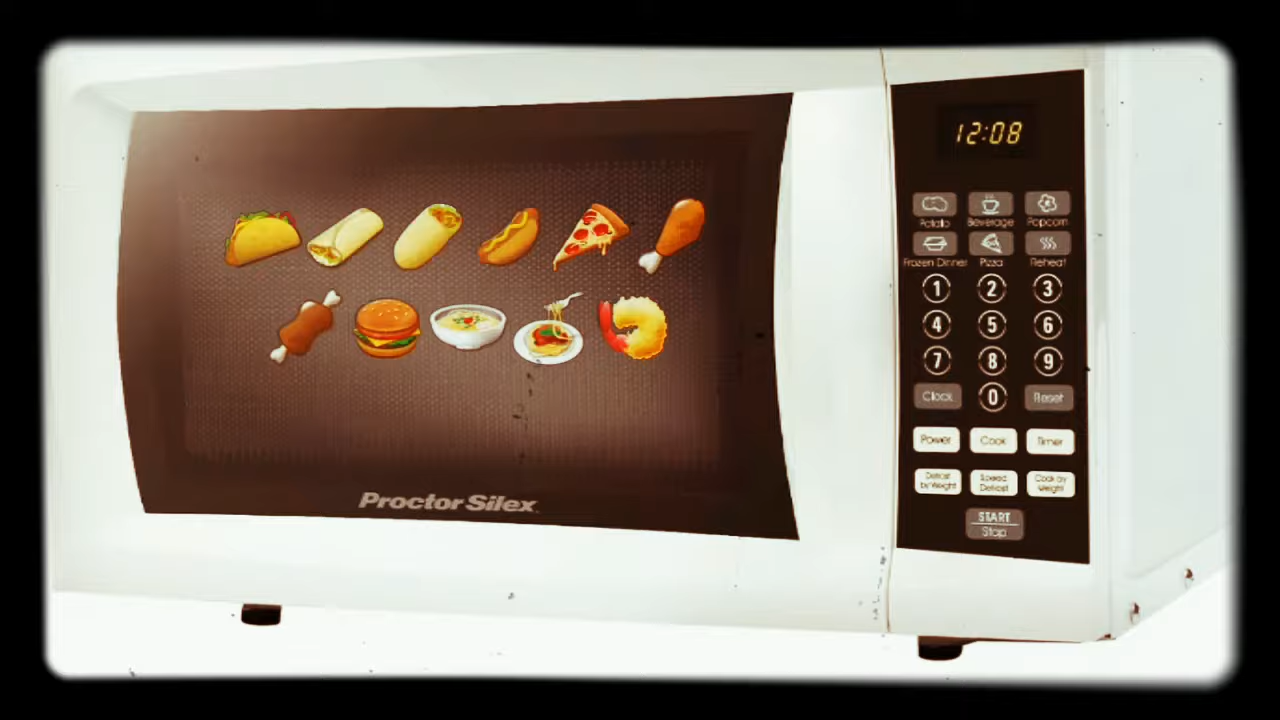 12:08
Potato Beverage Popcorn
Frozen Dinner Pizza Reheat
1 2 3
4 5 6
7 8 9
Clock 0 Reset
Power Cook Timer
Defrost by Weight Speed Defrost Cook by Weight
START
Stop
Proctor Silex